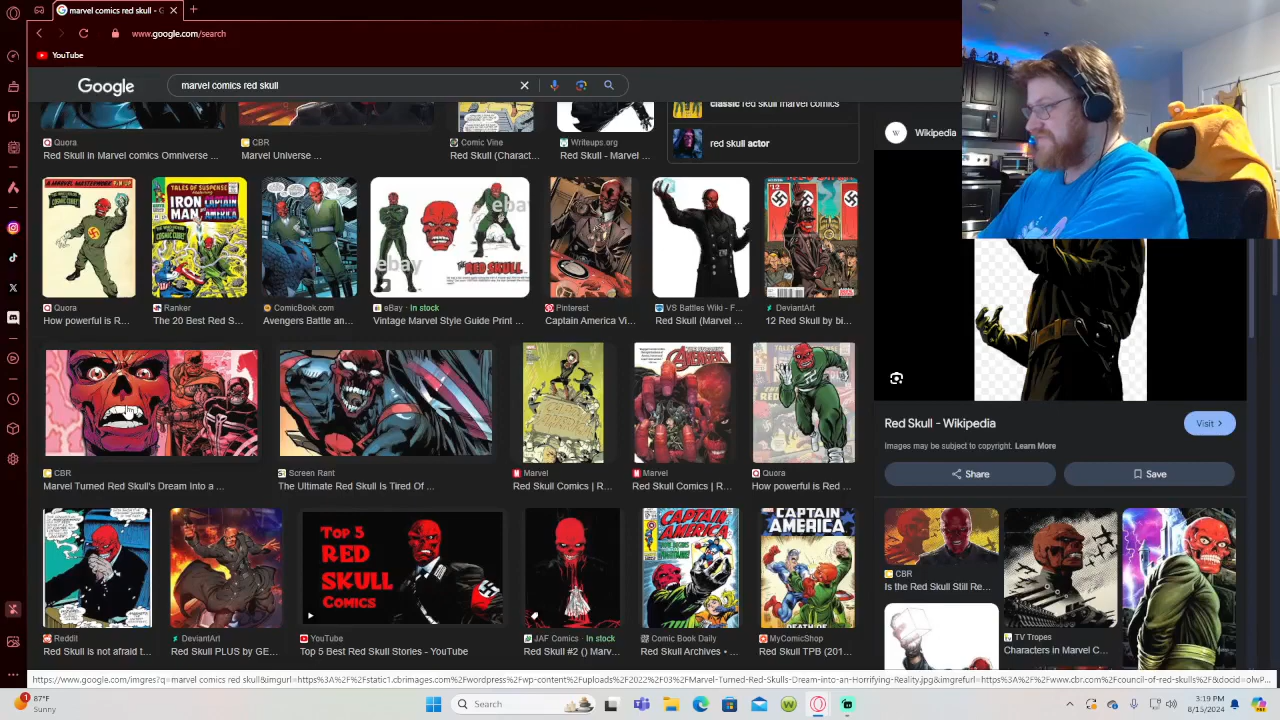 marvel comics red skull - G
www.google.com/search
YouTube
Google
marvel comics red skull
classic red skull marvel comics
red skull actor
Wikipedia
Quora
Red Skull in Marvel comics Omniverse ...
CBR
Marvel Universe ...
Comic Vine
Red Skull (Charact...
Writeups.org
Red Skull - Marvel ...
TALES OF SUSPENSE
IRON MAN
CAPTAIN AMERICA
ebay
ebay
THE RED SKULL
12
Quora
How powerful is R...
Ranker
The 20 Best Red S...
ComicBook.com
Avengers Battle an...
eBay · In stock
Vintage Marvel Style Guide Print ...
Pinterest
Captain America Vi...
VS Battles Wiki - F...
Red Skull (Marvel ...
DeviantArt
12 Red Skull by bi...
AVENGERS
CBR
Marvel Turned Red Skull's Dream Into a ...
Screen Rant
The Ultimate Red Skull Is Tired Of ...
Marvel
Red Skull Comics | R...
Marvel
Red Skull Comics | R...
Quora
How powerful is Red ...
Red Skull - Wikipedia
Visit
Images may be subject to copyright. Learn More
Share
Save
TOP 5
RED
SKULL
COMICS
CAPTAIN
AMERICA
CAPTAIN
AMERICA
Reddit
Red Skull is not afraid t...
DeviantArt
Red Skull PLUS by GE...
YouTube
Top 5 Best Red Skull Stories - YouTube
JAF Comics · In stock
Red Skull #2 () Marv...
Comic Book Daily
Red Skull Archives • ...
MyComicShop
Red Skull TPB (201...
CBR
Is the Red Skull Still Re...
TV Tropes
Characters in Marvel C...
87°F
Sunny
Search
3:19 PM
8/15/2024